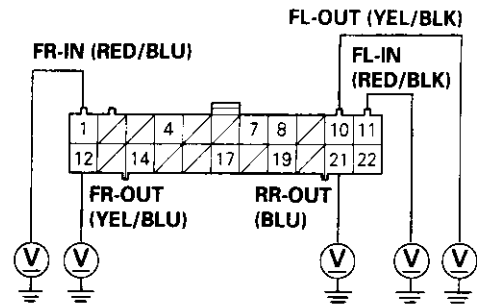 FL-OUT (YEL/BLK)
FR-IN (RED/BLU)
FL-IN
(RED/BLK)
1 4 7 8 10 11
12 14 17 19 21 22
FR-OUT
(YEL/BLU)
RR-OUT
(BLU)
V V V V